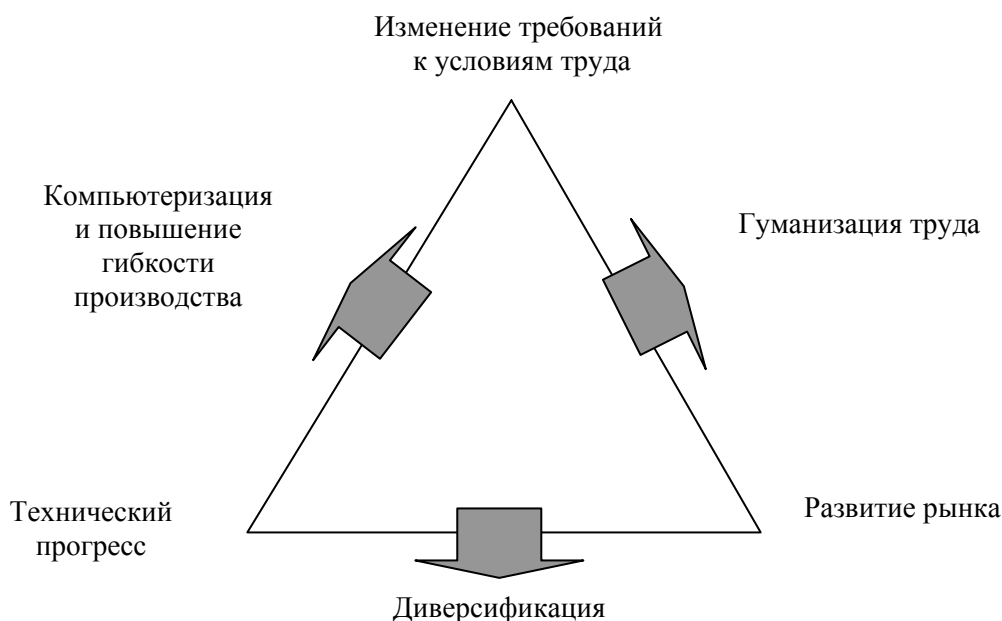 Изменение требований
к условиям труда
Компьютеризация
и повышение
гибкости
производства
Гуманизация труда
Технический
прогресс
Развитие рынка
Диверсификация